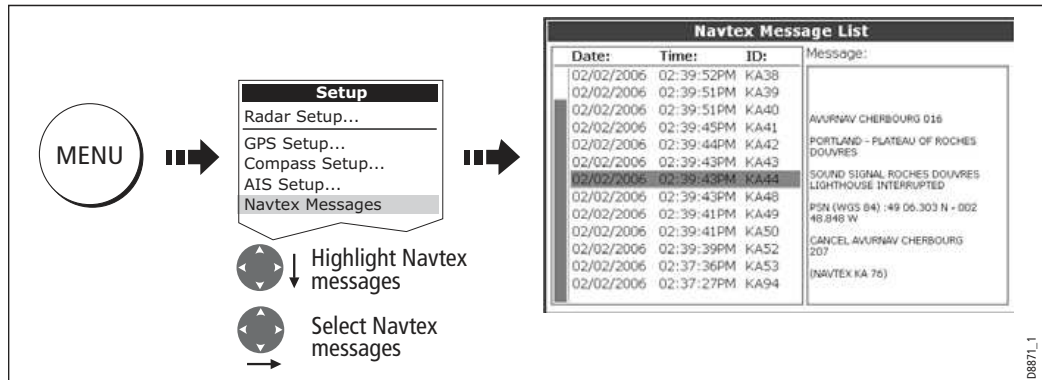 MENU
Setup
Radar Setup...
GPS Setup...
Compass Setup...
AIS Setup...
Navtex Messages
Highlight Navtex
messages
Select Navtex
messages
Navtex Message List
Date: Time: ID:
02/02/2006 02:39:52PM KA38
02/02/2006 02:39:51PM KA39
02/02/2006 02:39:51PM KA40
02/02/2006 02:39:45PM KA41
02/02/2006 02:39:44PM KA42
02/02/2006 02:39:43PM KA43
02/02/2006 02:39:43PM KA44
02/02/2006 02:39:43PM KA48
02/02/2006 02:39:41PM KA49
02/02/2006 02:39:41PM KA50
02/02/2006 02:39:39PM KA52
02/02/2006 02:37:36PM KA53
02/02/2006 02:37:27PM KA94
Message:
AVURNAV CHERBOURG 016
PORTLAND - PLATEAU OF ROCHES
DOUVRES
SOUND SIGNAL ROCHES DOUVRES
LIGHTHOUSE INTERRUPTED
PSN (WGS 84) :49 06.303 N - 002
48.848 W
CANCEL AVURNAV CHERBOURG
207
(NAVTEX KA 76)
D8871_1